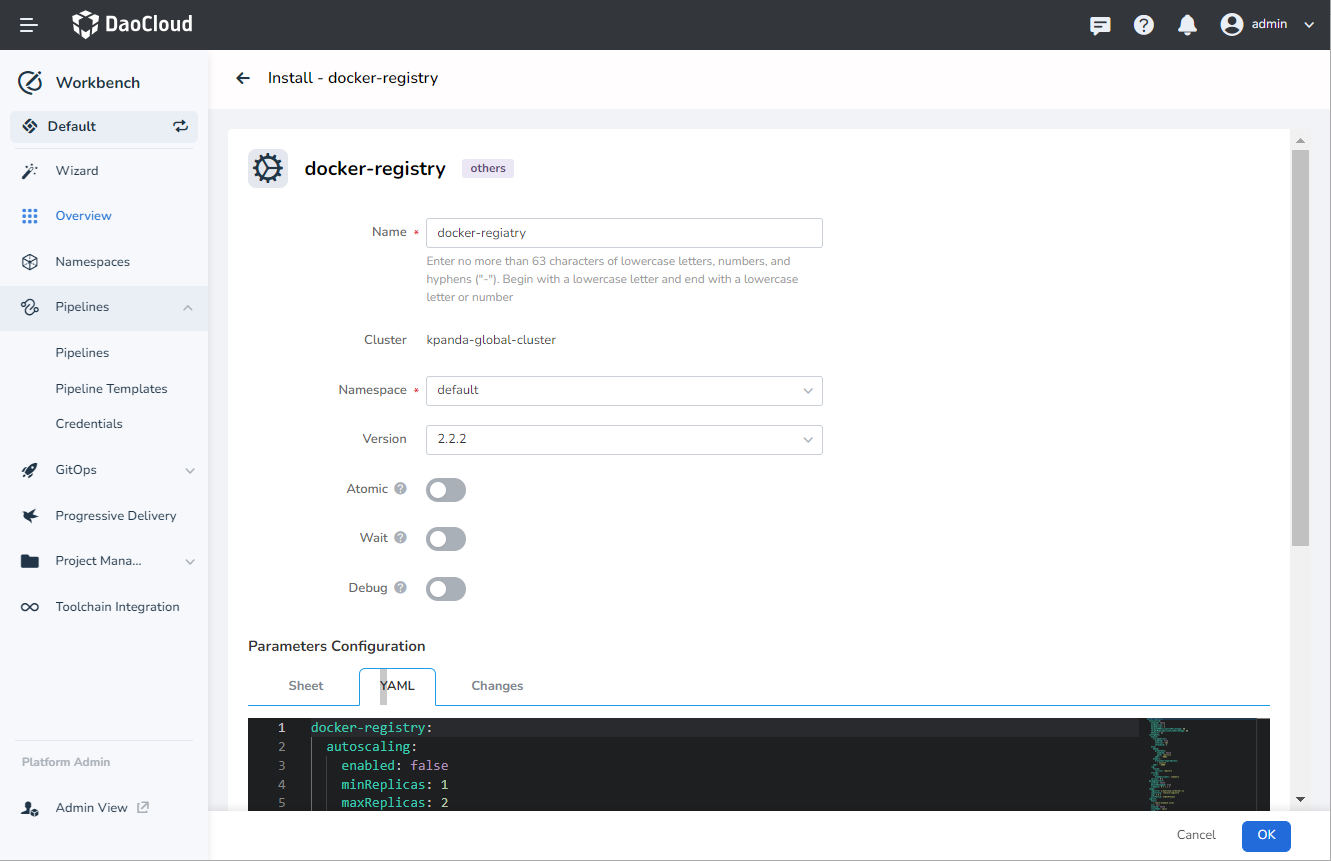 DaoCloud
admin
Workbench
Default
Wizard
Overview
Namespaces
Pipelines
Pipelines
Pipeline Templates
Credentials
GitOps
Progressive Delivery
Project Mana...
Toolchain Integration
Platform Admin
Admin View
Install - docker-registry
docker-registry others
Name * docker-regiatry
Enter no more than 63 characters of lowercase letters, numbers, and
hyphens ("-"). Begin with a lowercase letter and end with a lowercase
letter or number
Cluster kpanda-global-cluster
Namespace * default
Version 2.2.2
Atomic ?
Wait ?
Debug ?
Parameters Configuration
Sheet YAML Changes
1 docker-registry:
2 autoscaling:
3 enabled: false
4 minReplicas: 1
5 maxReplicas: 2
Cancel OK